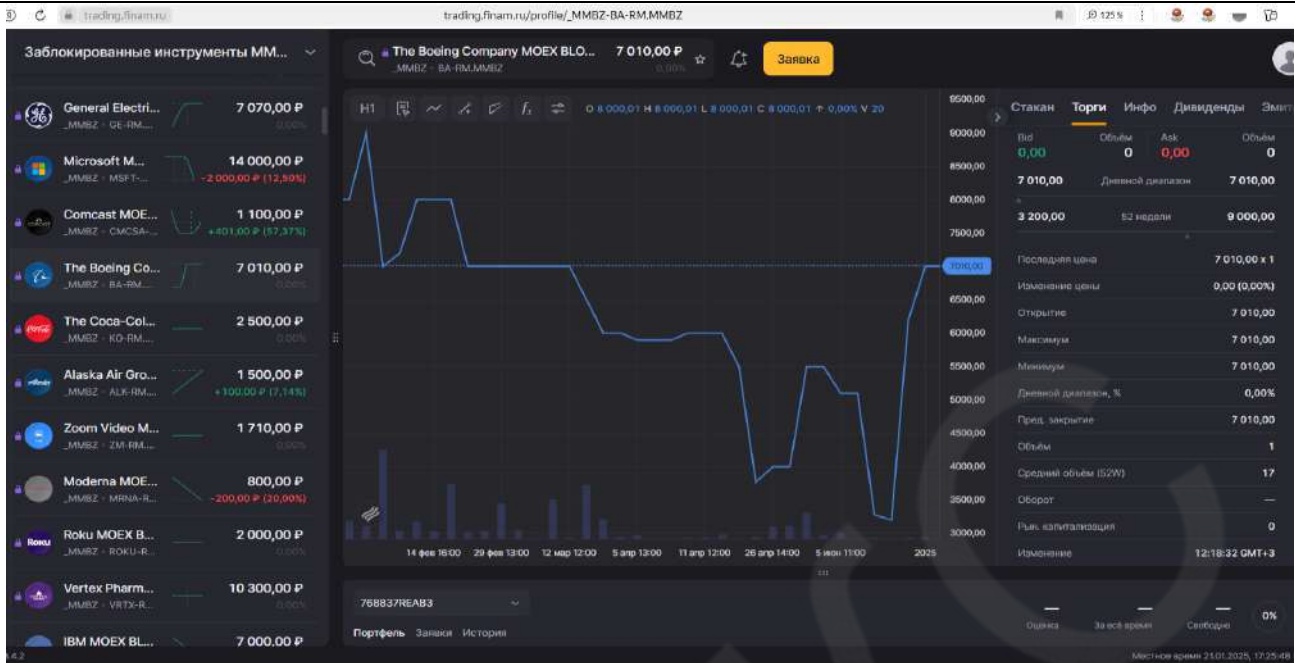 trading.finam.ru
trading.finam.ru/profile/_MMBZ-BA-RM.MMBZ
125 %
Заблокированные инструменты ММ...
The Boeing Company MOEX BLO...
7 010,00 ₽
0,00%
_MMBZ - BA-RM.MMBZ
Заявка
General Electri...
7 070,00 ₽
_MMBZ - GE-RM....
0,00%
Microsoft M...
14 000,00 ₽
_MMBZ - MSFT-...
-2 000,00 ₽ (12,50%)
Comcast MOE...
1 100,00 ₽
_MMBZ - CMCSA-...
+401,00 ₽ (57,37%)
The Boeing Co...
7 010,00 ₽
_MMBZ - BA-RM....
0,00%
The Coca-Col...
2 500,00 ₽
_MMBZ - KO-RM....
0,00%
Alaska Air Gro...
1 500,00 ₽
_MMBZ - ALK-RM....
+100,00 ₽ (7,14%)
Zoom Video M...
1 710,00 ₽
_MMBZ - ZM-RM....
0,00%
Moderna MOE...
800,00 ₽
_MMBZ - MRNA-R...
-200,00 ₽ (20,00%)
Roku MOEX B...
2 000,00 ₽
_MMBZ - ROKU-R...
0,00%
Vertex Pharm...
10 300,00 ₽
_MMBZ - VRTX-R...
0,00%
IBM MOEX BL...
7 000,00 ₽
H1
O 8 000,01 H 8 000,01 L 8 000,01 C 8 000,01 ↑ 0,00% V 20
9500,00
9000,00
8500,00
8000,00
7500,00
7010,00
6500,00
6000,00
5500,00
5000,00
4500,00
4000,00
3500,00
3000,00
14 фев 16:00 29 фев 13:00 12 мар 12:00 5 апр 13:00 11 апр 12:00 26 апр 14:00 5 июн 11:00 2025
Стакан Торги Инфо Дивиденды Эмит
Bid Объём Ask Объём
0,00 0 0,00 0
7 010,00 Дневной диапазон 7 010,00
3 200,00 52 недели 9 000,00
Последняя цена 7 010,00 x 1
Изменение цены 0,00 (0,00%)
Открытие 7 010,00
Максимум 7 010,00
Минимум 7 010,00
Дневной диапазон, % 0,00%
Пред. закрытие 7 010,00
Объём 1
Средний объём (52W) 17
Оборот —
Рын. капитализация 0
Изменение 12:18:32 GMT+3
768837REAB3
Портфель Заявки История
— — — 0%
Оценка За всё время Свободно
Местное время 21.01.2025, 17:25:48